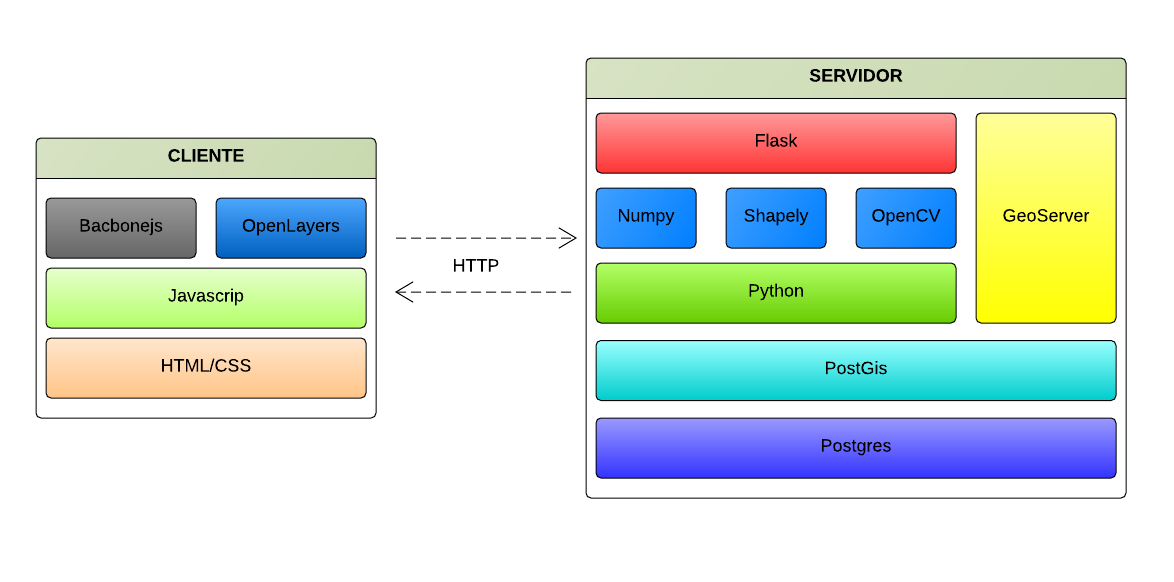 CLIENTE
Bacbonejs
OpenLayers
Javascrip
HTML/CSS
HTTP
SERVIDOR
Flask
GeoServer
Numpy
Shapely
OpenCV
Python
PostGis
Postgres